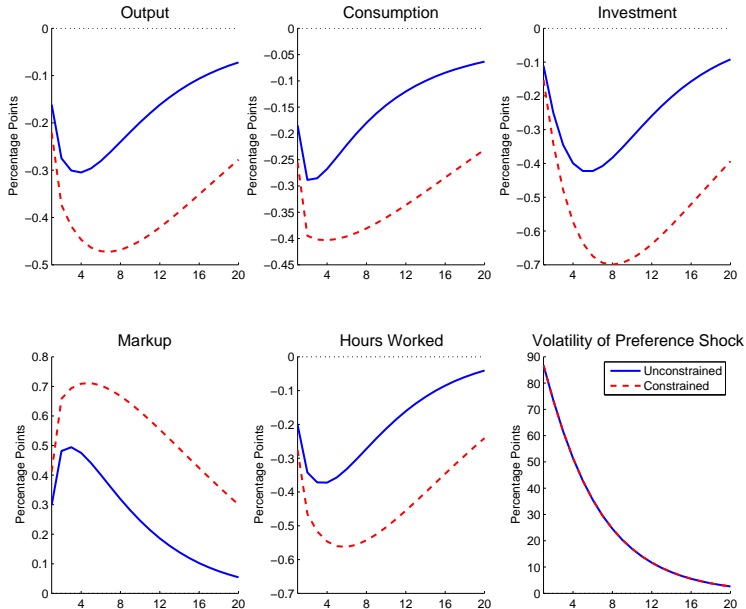 Output
Consumption
Investment
Percentage Points
0
−0.1
−0.2
−0.3
−0.4
−0.5
4 8 12 16 20
Percentage Points
0
−0.05
−0.1
−0.15
−0.2
−0.25
−0.3
−0.35
−0.4
−0.45
4 8 12 16 20
Percentage Points
0
−0.1
−0.2
−0.3
−0.4
−0.5
−0.6
−0.7
4 8 12 16 20
Markup
Hours Worked
Volatility of Preference Shock
Percentage Points
0.8
0.7
0.6
0.5
0.4
0.3
0.2
0.1
0
4 8 12 16 20
Percentage Points
0
−0.1
−0.2
−0.3
−0.4
−0.5
−0.6
−0.7
4 8 12 16 20
Percentage Points
90
80
70
60
50
40
30
20
10
0
4 8 12 16 20
Unconstrained
Constrained